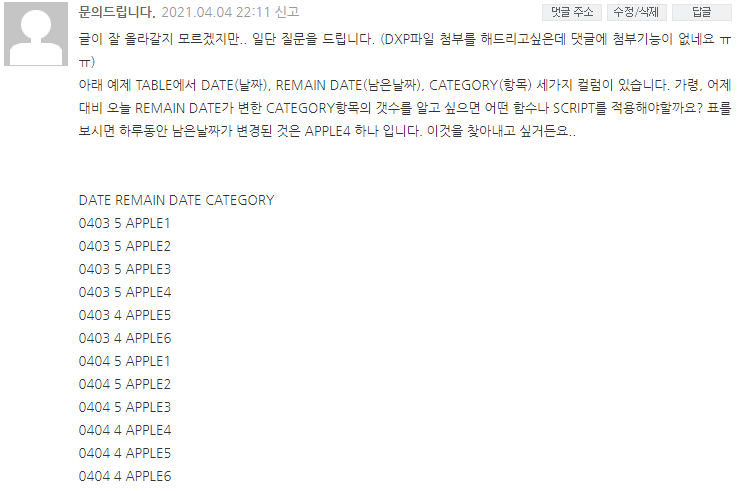 문의드립니다. 2021.04.04 22:11 신고
댓글 주소 수정/삭제 답글
글이 잘 올라갈지 모르겠지만.. 일단 질문을 드립니다. (DXP파일 첨부를 해드리고싶은데 댓글에 첨부기능이 없네요 ㅠ
ㅠ)
아래 예제 TABLE에서 DATE(날짜), REMAIN DATE(남은날짜), CATEGORY(항목) 세가지 컬럼이 있습니다. 가령, 어제
대비 오늘 REMAIN DATE가 변한 CATEGORY항목의 갯수를 알고 싶으면 어떤 함수나 SCRIPT를 적용해야할까요? 표를
보시면 하루동안 남은날짜가 변경된 것은 APPLE4 하나 입니다. 이것을 찾아내고 싶거든요..
DATE REMAIN DATE CATEGORY
0403 5 APPLE1
0403 5 APPLE2
0403 5 APPLE3
0403 5 APPLE4
0403 4 APPLE5
0403 4 APPLE6
0404 5 APPLE1
0404 5 APPLE2
0404 5 APPLE3
0404 4 APPLE4
0404 4 APPLE5
0404 4 APPLE6